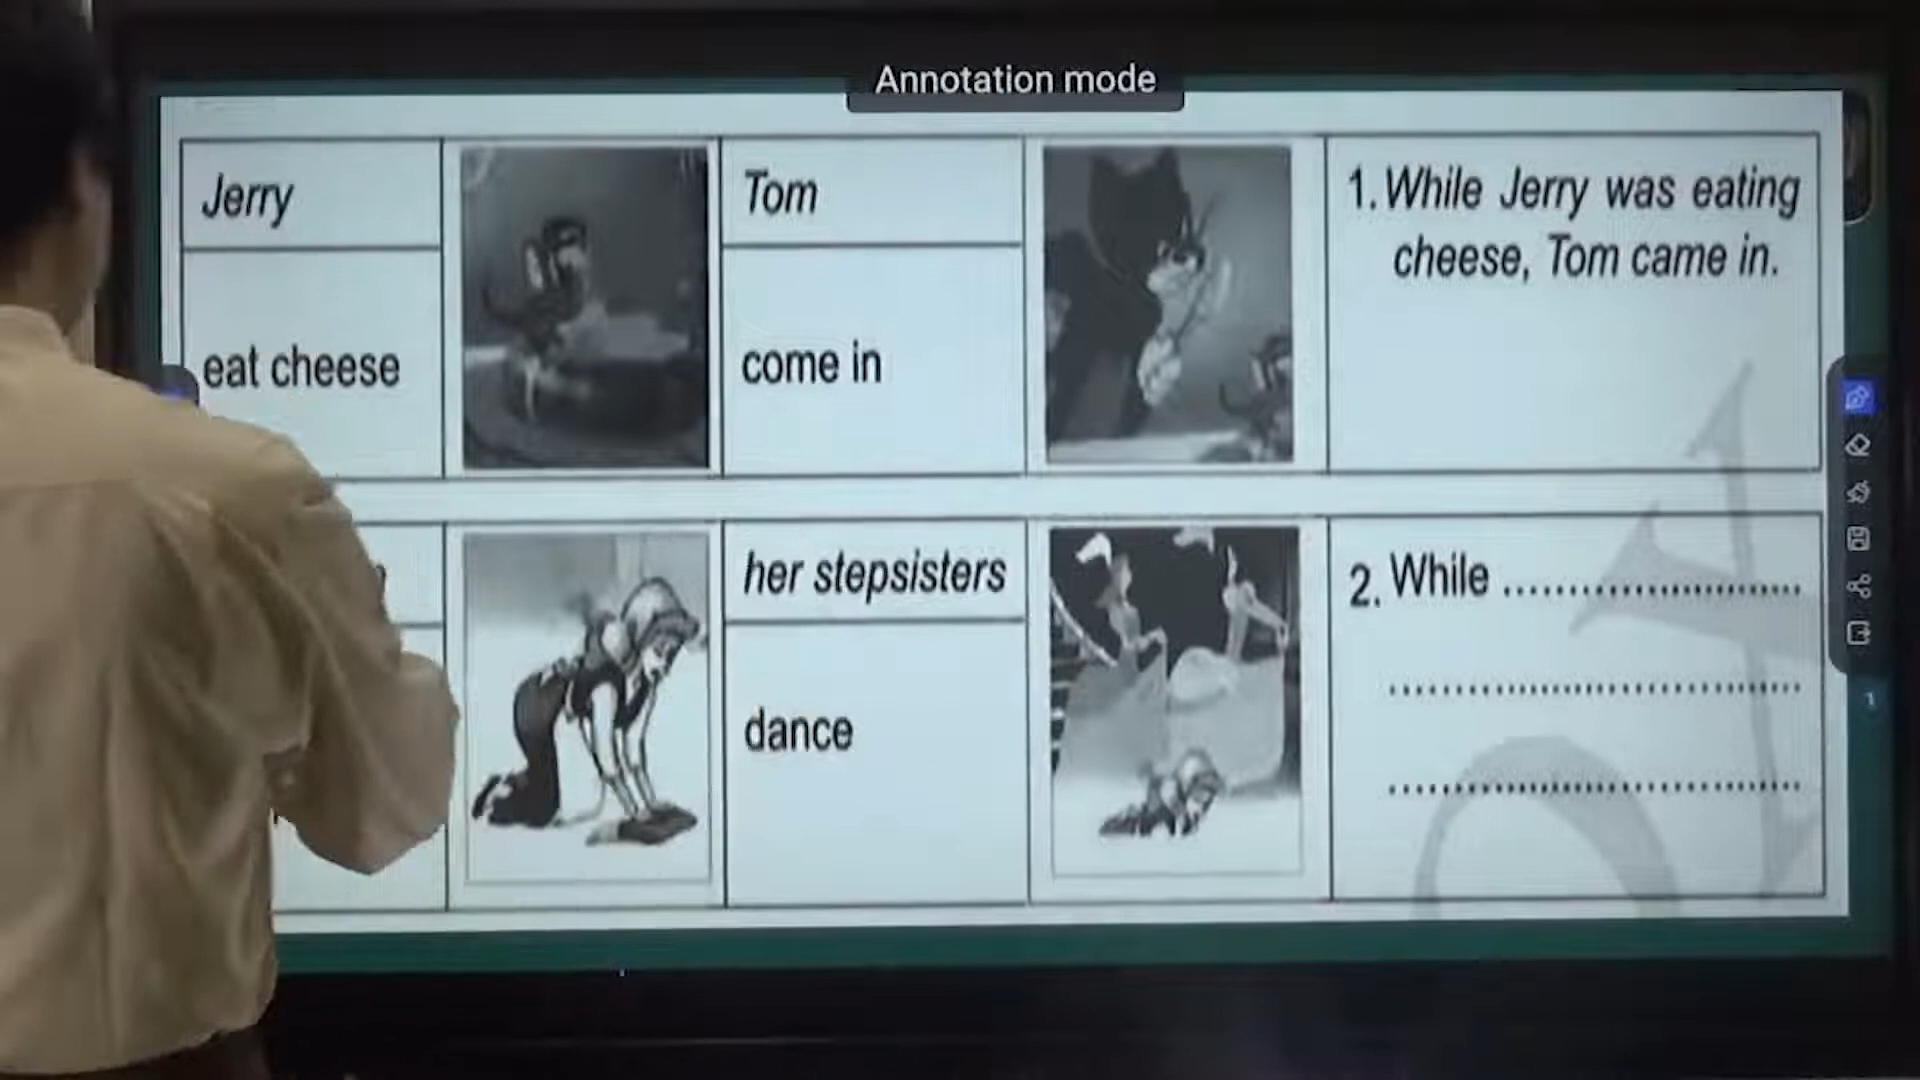 Annotation mode
Jerry
eat cheese
Tom
come in
1. While Jerry was eating
cheese, Tom came in.
her stepsisters
dance
2. While ..............................
..............................
..............................